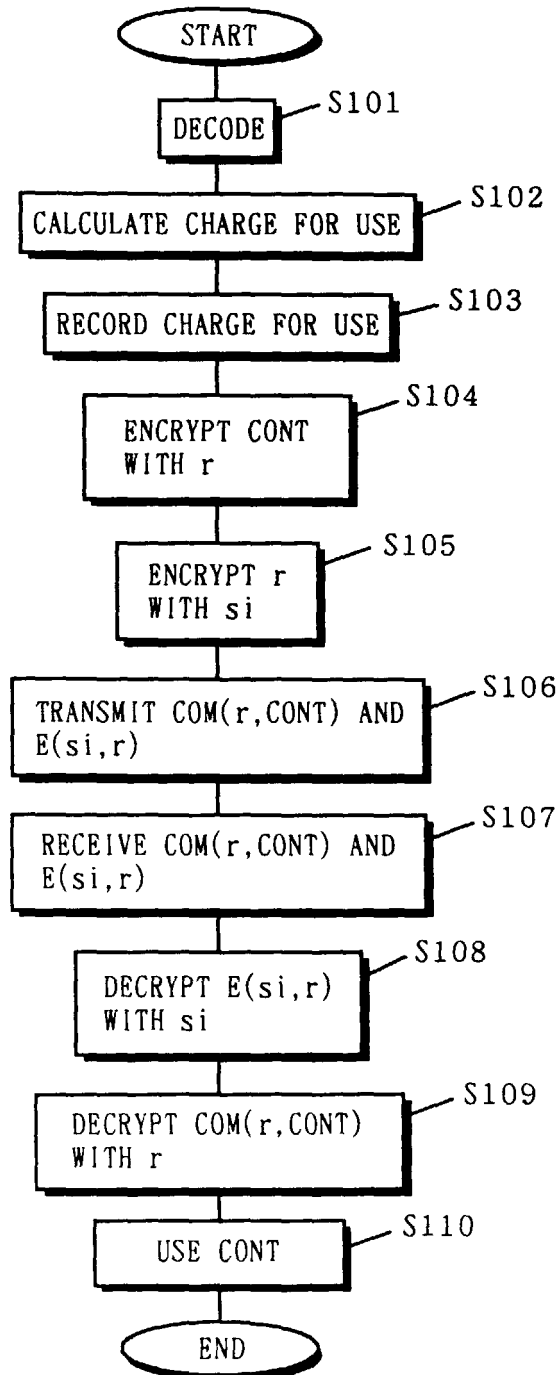 START
S101
DECODE
S102
CALCULATE CHARGE FOR USE
S103
RECORD CHARGE FOR USE
S104
ENCRYPT CONT
WITH r
S105
ENCRYPT r
WITH si
S106
TRANSMIT COM(r,CONT) AND
E(si,r)
S107
RECEIVE COM(r,CONT) AND
E(si,r)
S108
DECRYPT E(si,r)
WITH si
S109
DECRYPT COM(r,CONT)
WITH r
S110
USE CONT
END